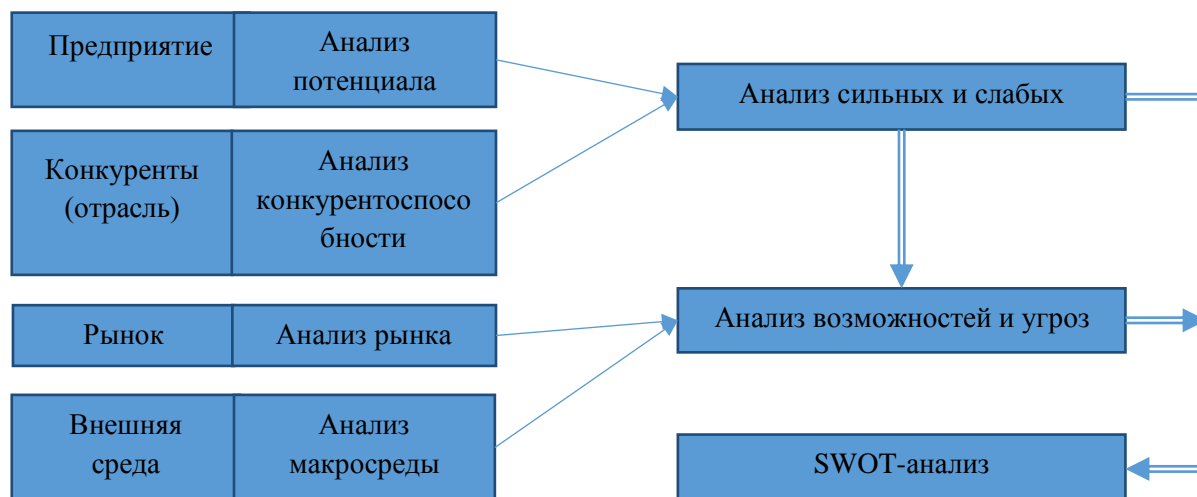 Предприятие
Анализ
потенциала
Анализ сильных и слабых
Конкуренты
(отрасль)
Анализ
конкурентоспосо
бности
Рынок
Анализ рынка
Анализ возможностей и угроз
Внешняя
среда
Анализ
макросреды
SWOT-анализ